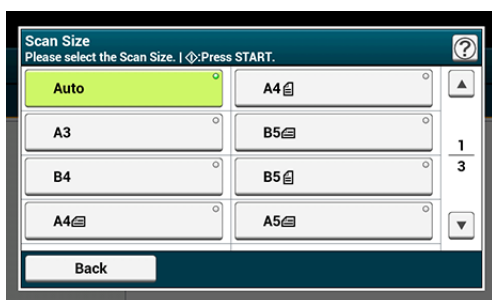 Scan Size
Please select the Scan Size. | :Press START.
?
Auto
A4
A3
B5
1
3
B4
B5
A4
A5
Back